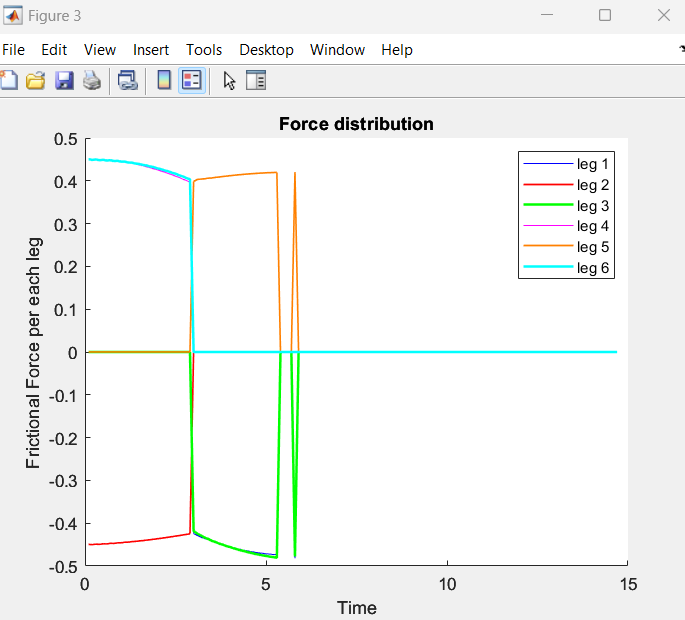 Figure 3
File Edit View Insert Tools Desktop Window Help
Force distribution
0.5
0.4
0.3
0.2
0.1
0
-0.1
-0.2
-0.3
-0.4
-0.5
Frictional Force per each leg
leg 1
leg 2
leg 3
leg 4
leg 5
leg 6
0 5 10 15
Time